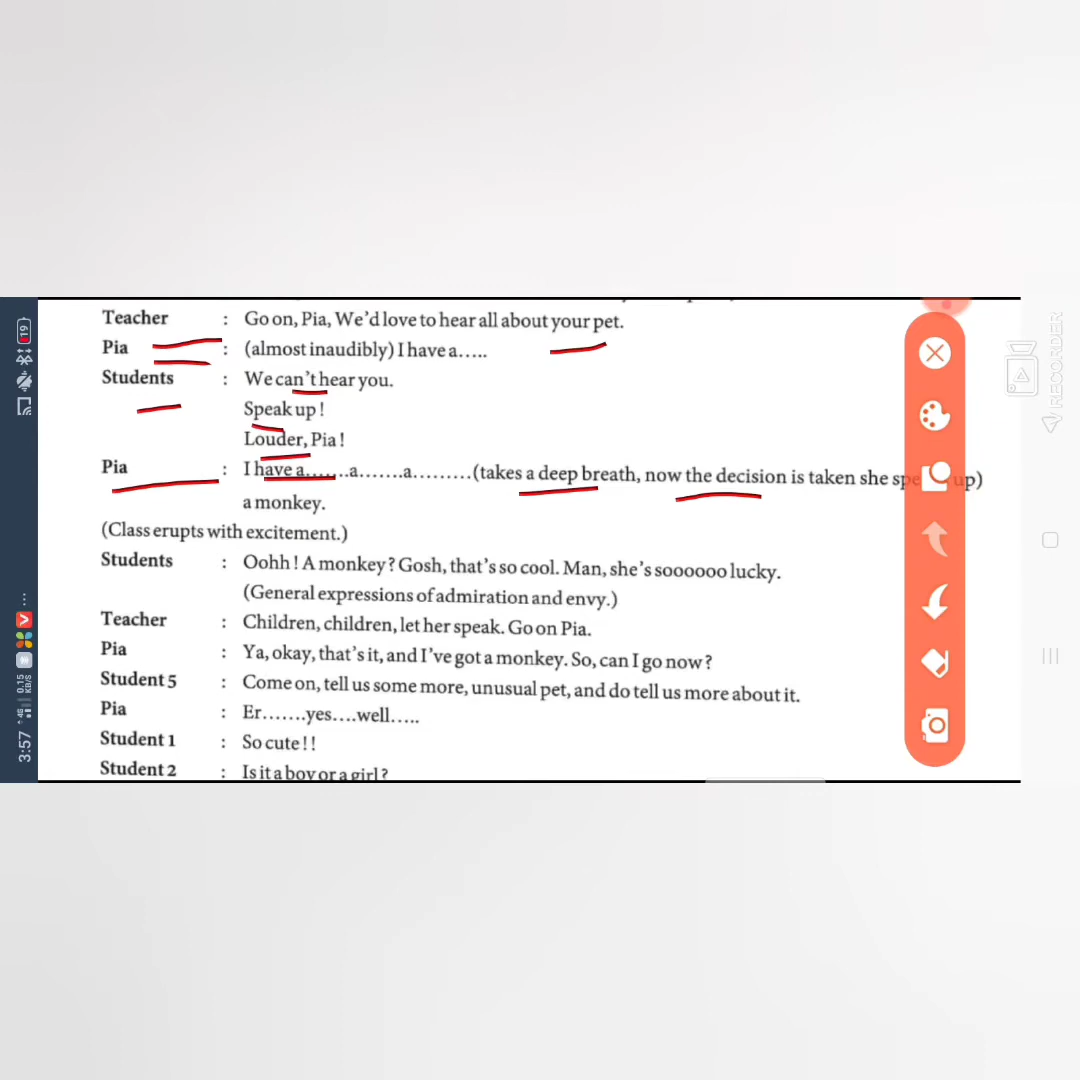 Teacher : Go on, Pia, We'd love to hear all about your pet.
Pia : (almost inaudibly) I have a.....
Students : We can't hear you.
Speak up !
Louder, Pia !
Pia : I have a.......a.......a.........(takes a deep breath, now the decision is taken she up)
a monkey.
(Class erupts with excitement.)
Students : Oohh ! A monkey ? Gosh, that's so cool. Man, she's soooooo lucky.
(General expressions of admiration and envy.)
Teacher : Children, children, let her speak. Go on Pia.
Pia : Ya, okay, that's it, and I've got a monkey. So, can I go now ?
Student 5 : Come on, tell us some more, unusual pet, and do tell us more about it.
Pia : Er.......yes....well.....
Student 1 : So cute ! !
Student 2 : Is it a boy or a girl ?
3:57
4G
0.15 KB/S
19
RECORDER